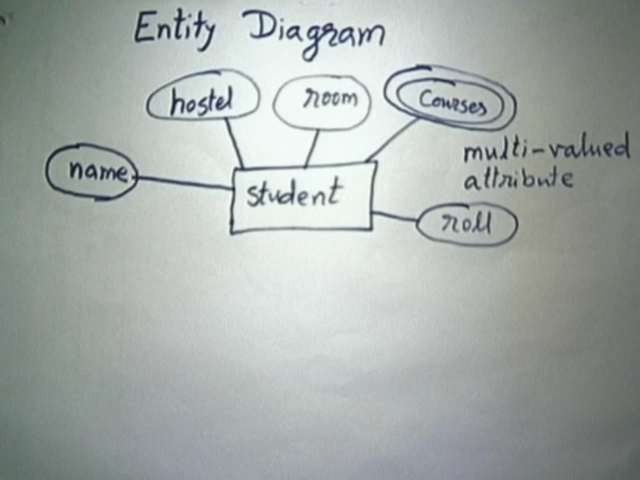 Entity Diagram
hostel
room
Courses
name
student
multi-valued
attribute
roll